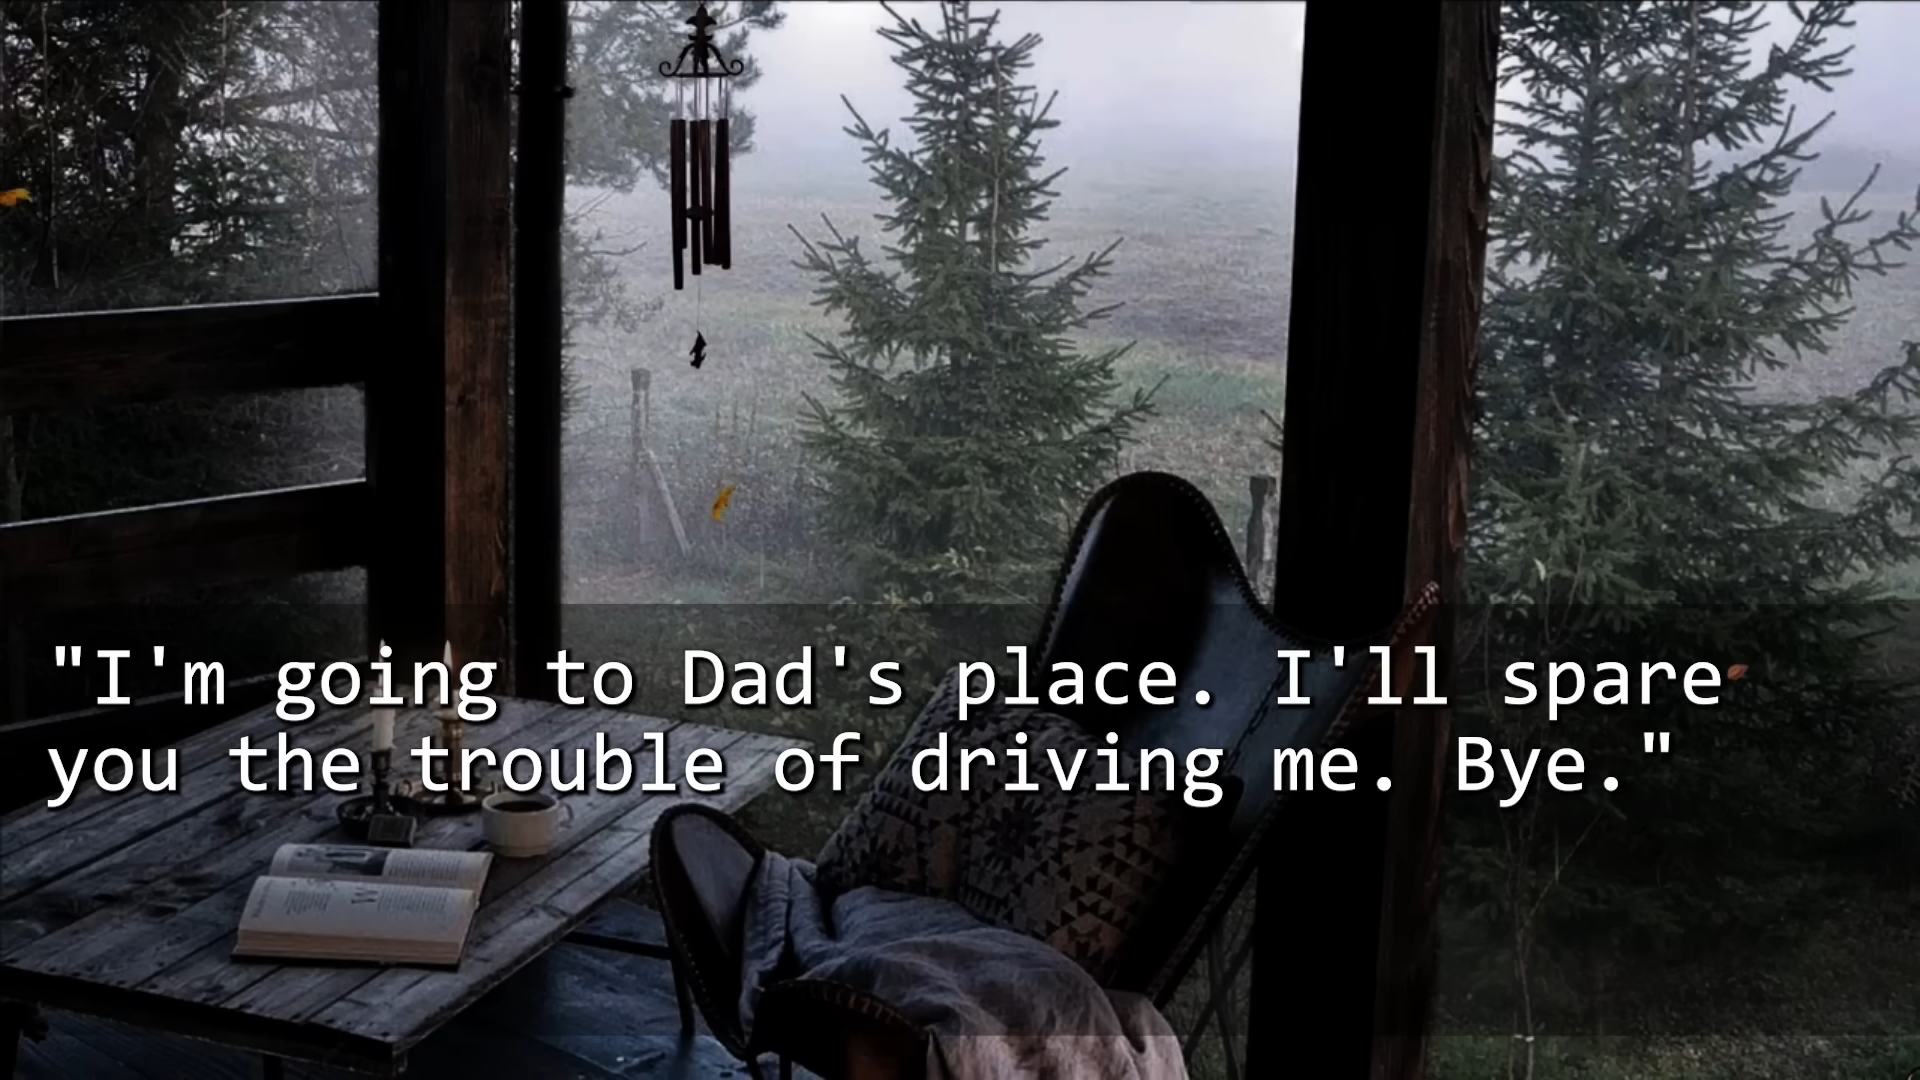 "I'm going to Dad's place. I'll spare
you the trouble of driving me. Bye."